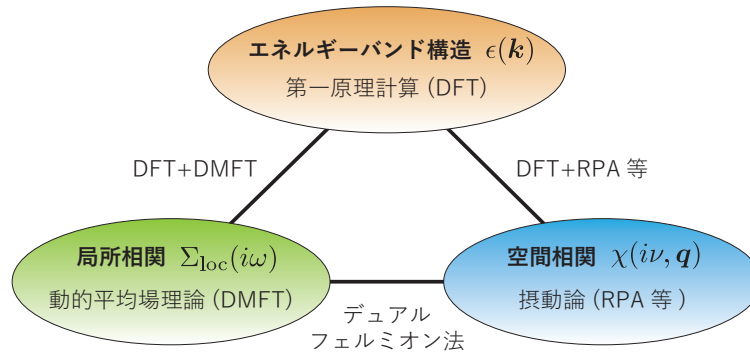 エネルギーバンド構造 ϵ(k)
第一原理計算 (DFT)
DFT+DMFT
DFT+RPA 等
局所相関 Σloc(iω)
動的平均場理論 (DMFT)
空間相関 χ(iν, q)
摂動論 (RPA 等 )
デュアル
フェルミオン法